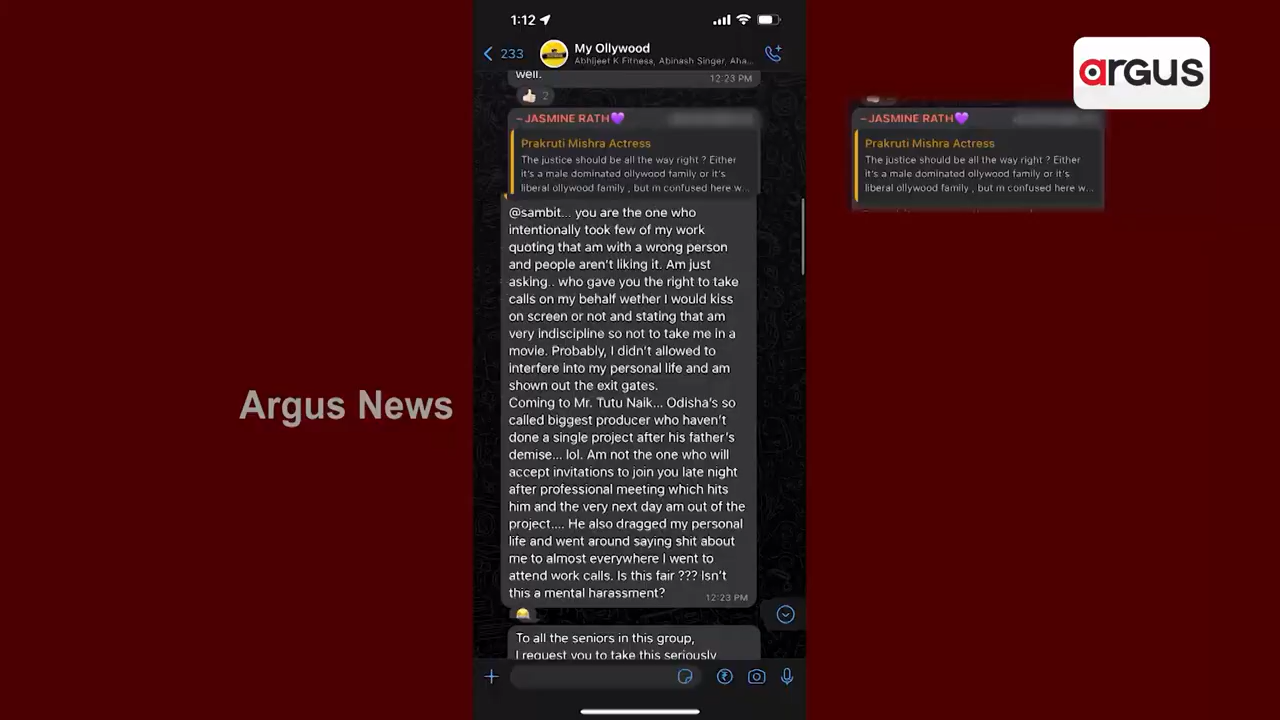 1:12
argus
233
My Ollywood
Abhijeet K Fitness, Abinash Singer, Aha...
well.
12:23 PM
2
~JASMINE RATH💜
Prakruti Mishra Actress
The justice should be all the way right ? Either
it's a male dominated ollywood family or it's
liberal ollywood family , but m confused here w...
~JASMINE RATH💜
Prakruti Mishra Actress
The justice should be all the way right ? Either
it's a male dominated ollywood family or it's
liberal ollywood family , but m confused here w...
@sambit... you are the one who
intentionally took few of my work
quoting that am with a wrong person
and people aren't liking it. Am just
asking.. who gave you the right to take
calls on my behalf wether I would kiss
on screen or not and stating that am
very indiscipline so not to take me in a
movie. Probably, I didn't allowed to
interfere into my personal life and am
shown out the exit gates.
Coming to Mr. Tutu Naik... Odisha's so
called biggest producer who haven't
done a single project after his father's
demise... lol. Am not the one who will
accept invitations to join you late night
after professional meeting which hits
him and the very next day am out of the
project.... He also dragged my personal
life and went around saying shit about
me to almost everywhere I went to
attend work calls. Is this fair ??? Isn't
this a mental harassment?
12:23 PM
To all the seniors in this group,
I request you to take this seriously
Argus News